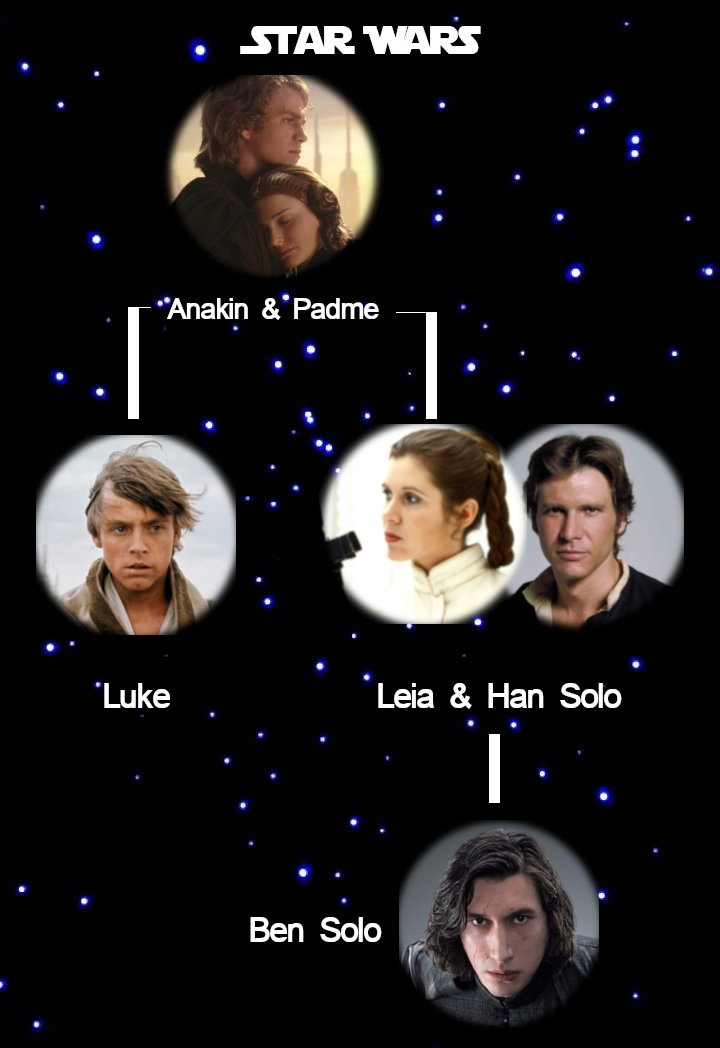 STAR WARS
Anakin & Padme
Luke
Leia & Han Solo
Ben Solo